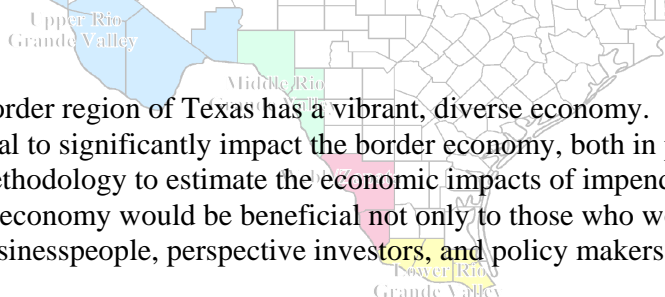 Upper Rio
Grande Valley
Middle Rio
order region of Texas has a vibrant, diverse economy.
al to significantly impact the border economy, both in
ethodology to estimate the economic impacts of impend
economy would be beneficial not only to those who w
sinesspeople, perspective investors, and policy makers
Lower Rio
Grande Valley